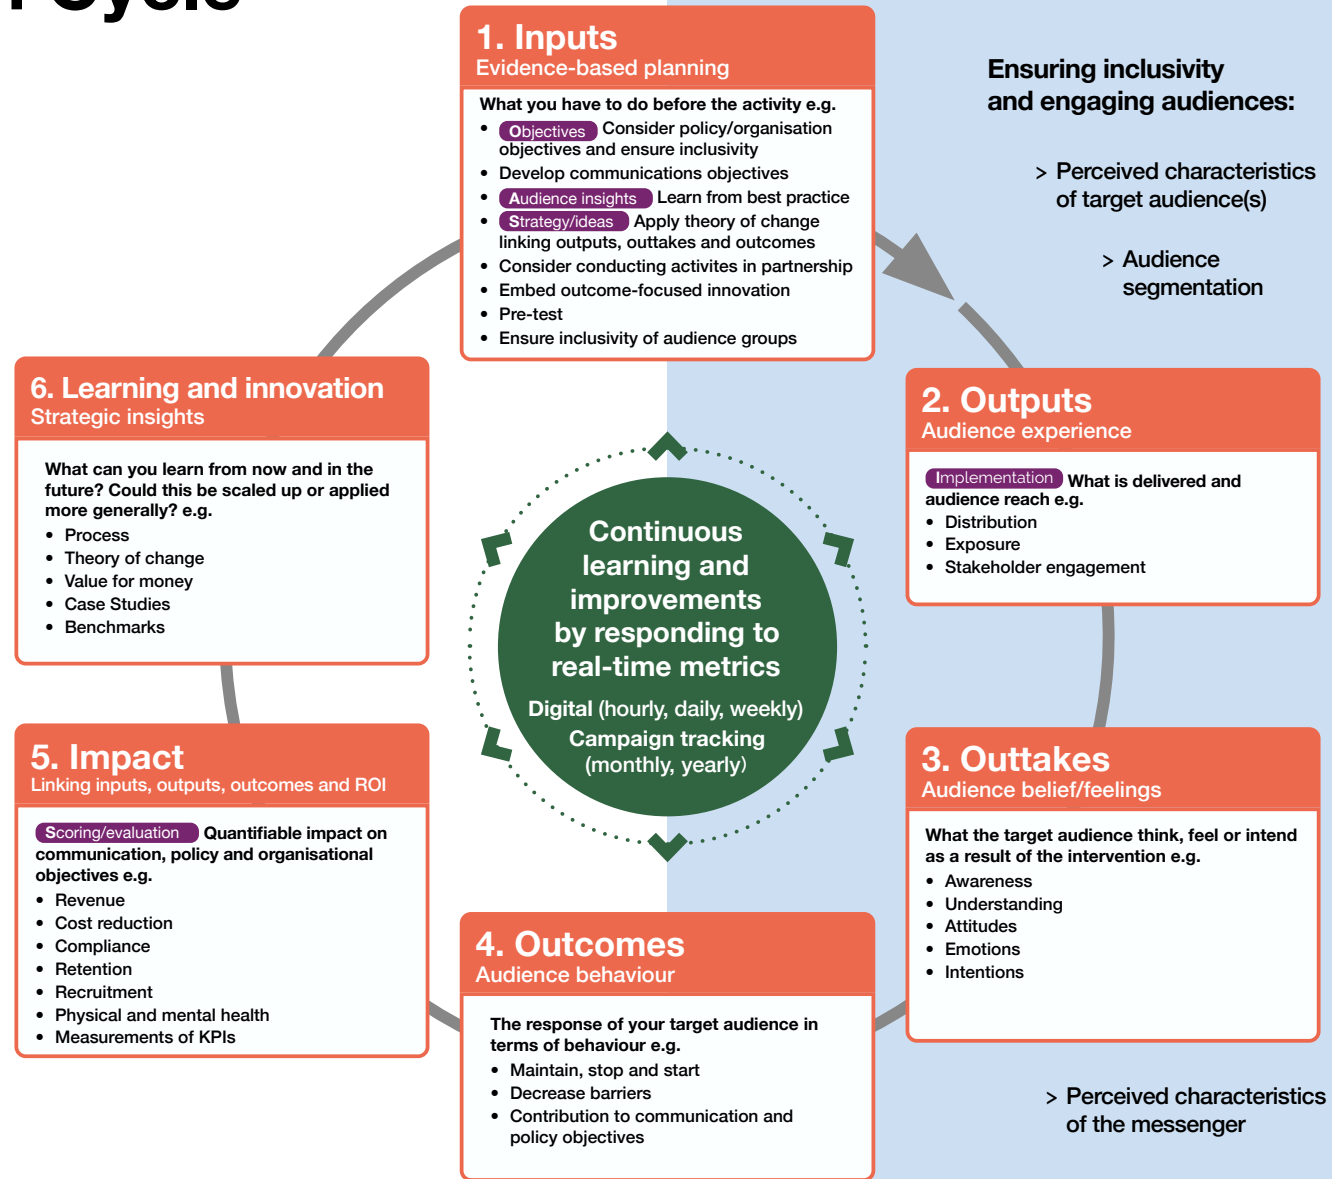 Cycle
1. Inputs
Evidence-based planning
What you have to do before the activity e.g.
• Objectives Consider policy/organisation
objectives and ensure inclusivity
• Develop communications objectives
• Audience insights Learn from best practice
• Strategy/ideas Apply theory of change
linking outputs, outtakes and outcomes
• Consider conducting activites in partnership
• Embed outcome-focused innovation
• Pre-test
• Ensure inclusivity of audience groups
Ensuring inclusivity
and engaging audiences:
> Perceived characteristics
of target audience(s)
> Audience
segmentation
2. Outputs
Audience experience
Implementation What is delivered and
audience reach e.g.
• Distribution
• Exposure
• Stakeholder engagement
3. Outtakes
Audience belief/feelings
What the target audience think, feel or intend
as a result of the intervention e.g.
• Awareness
• Understanding
• Attitudes
• Emotions
• Intentions
> Perceived characteristics
of the messenger
4. Outcomes
Audience behaviour
The response of your target audience in
terms of behaviour e.g.
• Maintain, stop and start
• Decrease barriers
• Contribution to communication and
policy objectives
5. Impact
Linking inputs, outputs, outcomes and ROI
Scoring/evaluation Quantifiable impact on
communication, policy and organisational
objectives e.g.
• Revenue
• Cost reduction
• Compliance
• Retention
• Recruitment
• Physical and mental health
• Measurements of KPIs
6. Learning and innovation
Strategic insights
What can you learn from now and in the
future? Could this be scaled up or applied
more generally? e.g.
• Process
• Theory of change
• Value for money
• Case Studies
• Benchmarks
Continuous
learning and
improvements
by responding to
real-time metrics
Digital (hourly, daily, weekly)
Campaign tracking
(monthly, yearly)